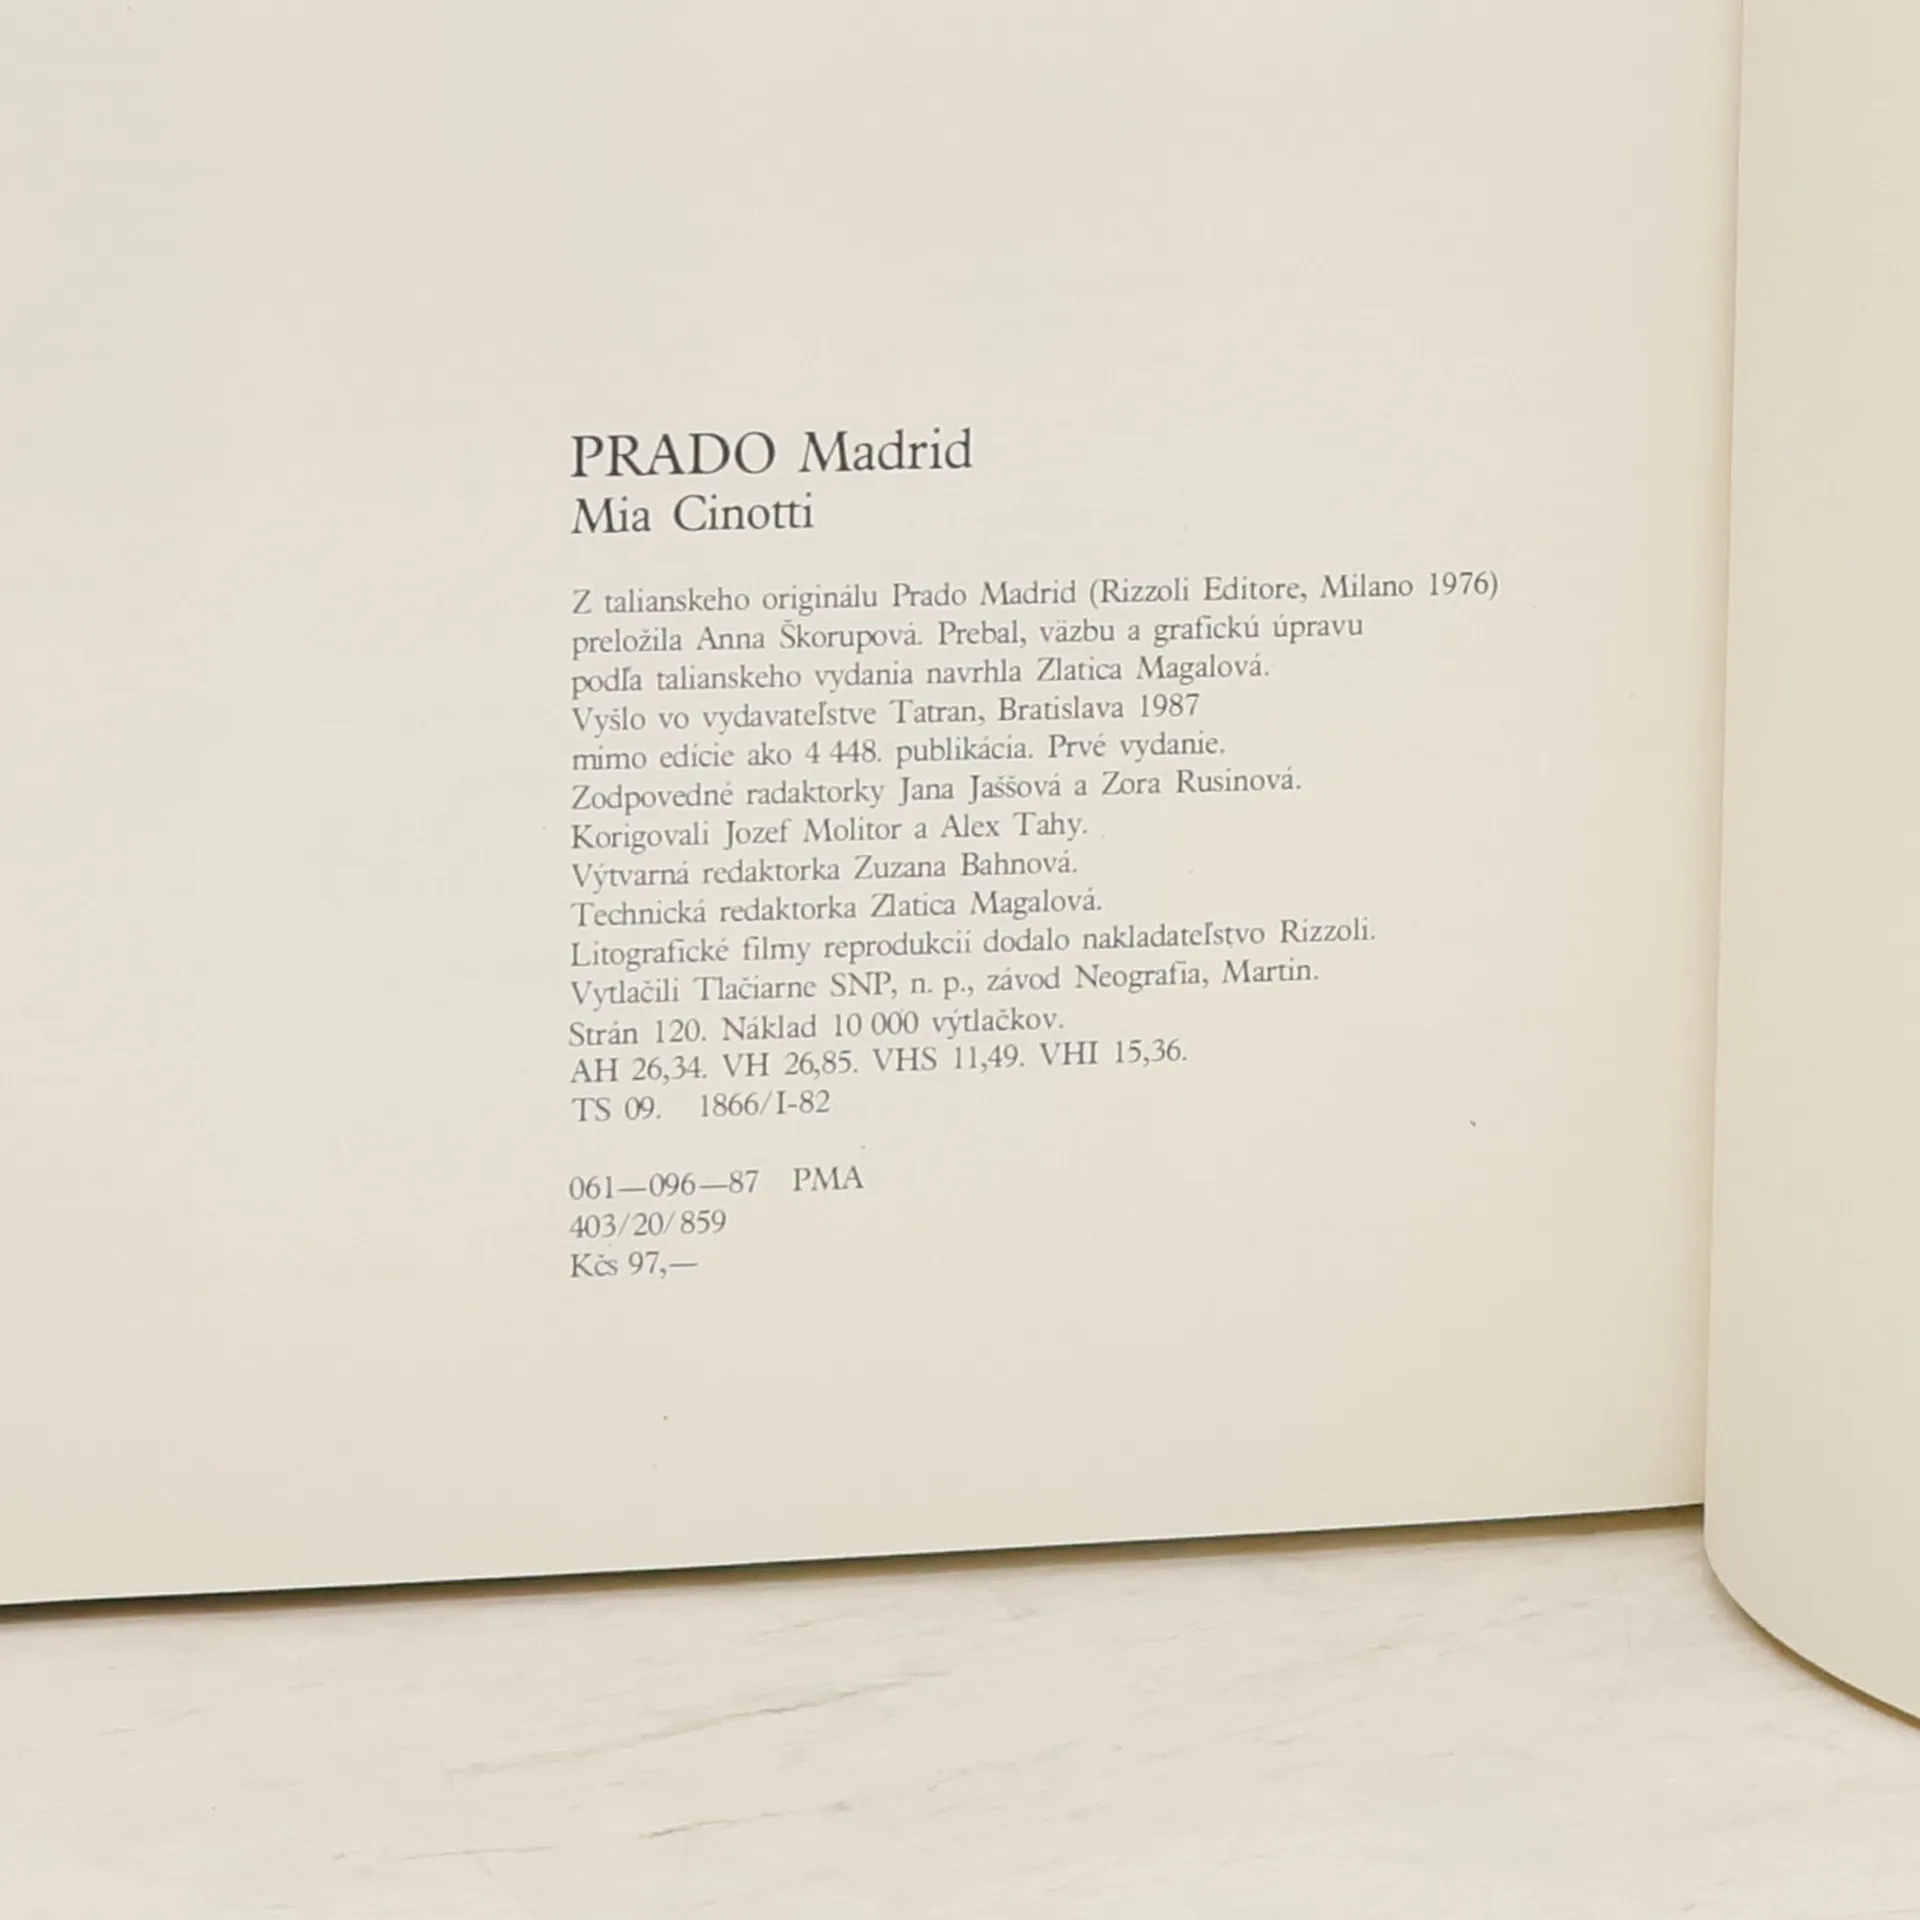 PRADO Madrid
Mia Cinotti
Z talianskeho originálu Prado Madrid (Rizzoli Editore, Milano 1976)
preložila Anna Škorupová. Prebal, väzbu a grafickú úpravu
podľa talianskeho vydania navrhla Zlatica Magalová.
Vyšlo vo vydavateľstve Tatran, Bratislava 1987
mimo edície ako 4 448. publikácia. Prvé vydanie.
Zodpovedné radaktorky Jana Jaššová a Zora Rusinová.
Korigovali Jozef Molitor a Alex Tahy.
Výtvarná redaktorka Zuzana Bahnová.
Technická redaktorka Zlatica Magalová.
Litografické filmy reprodukcií dodalo nakladateľstvo Rizzoli.
Vytlačili Tlačiarne SNP, n. p., závod Neografia, Martin.
Strán 120. Náklad 10 000 výtlačkov.
AH 26,34. VH 26,85. VHS 11,49. VHI 15,36.
TS 09. 1866/I-82
061—096—87 PMA
403/20/859
Kčs 97,—